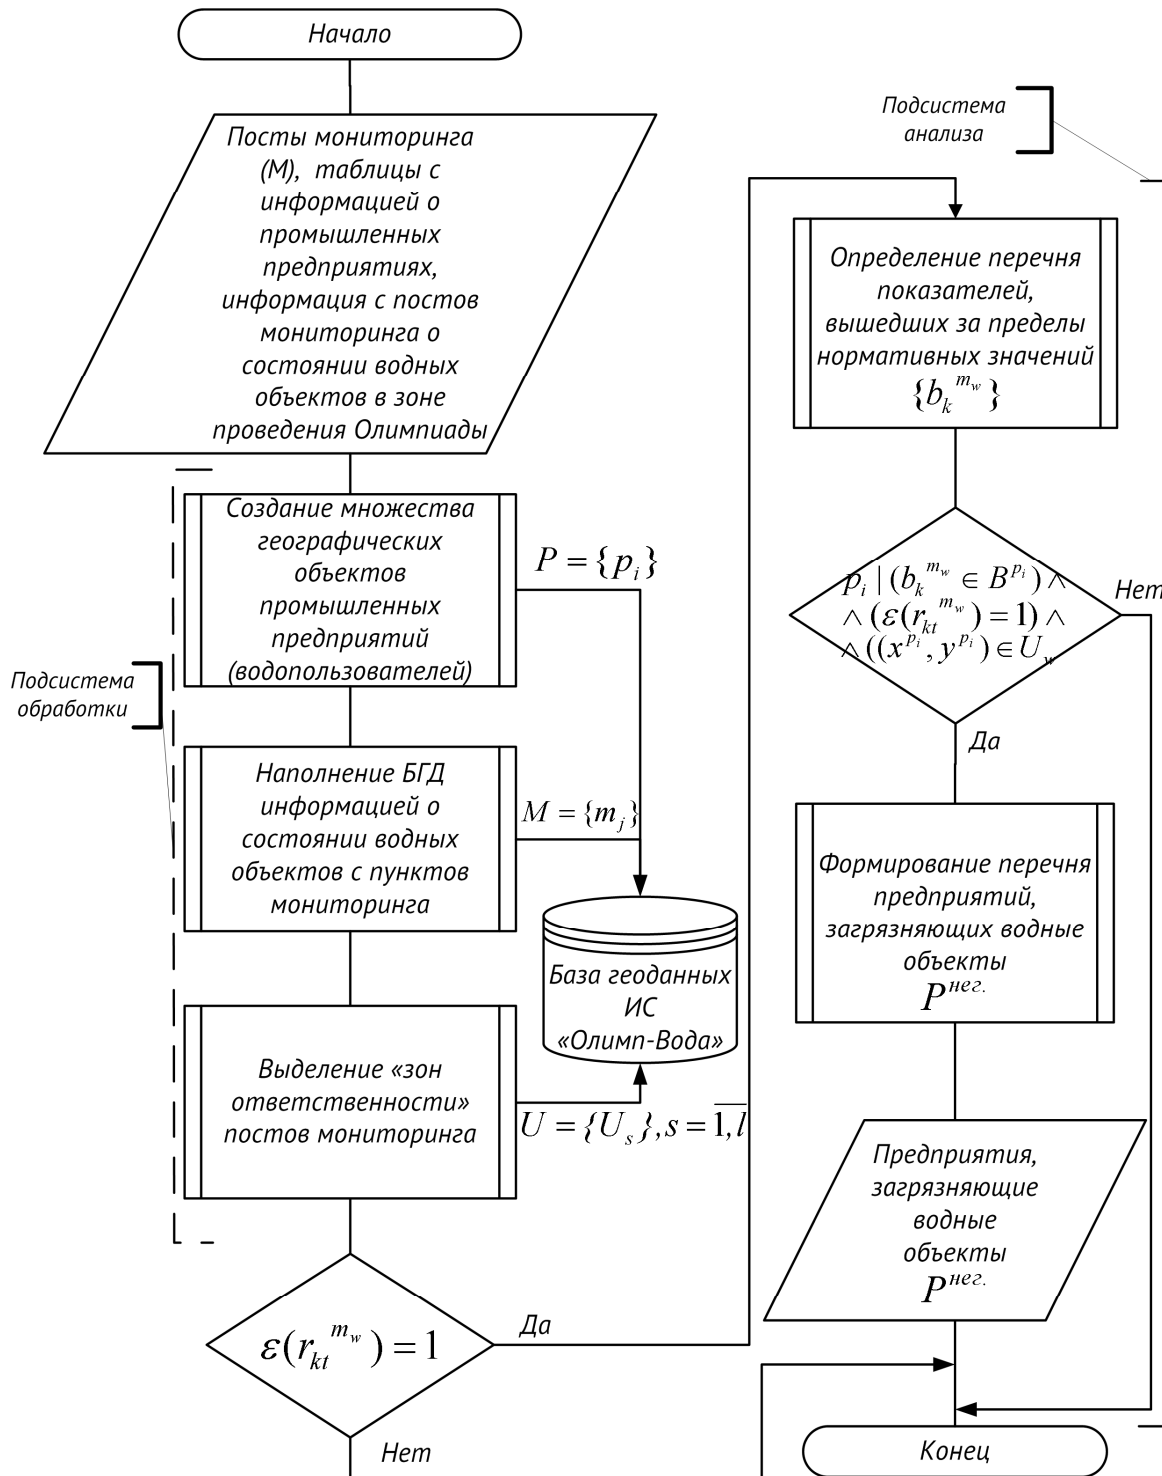 Начало
Посты мониторинга
(М), таблицы с
информацией о
промышленных
предприятиях,
информация с постов
мониторинга о
состоянии водных
объектов в зоне
проведения Олимпиады
Создание множества
географических
объектов
промышленных
предприятий
(водопользователей)
P = {p_i}
Подсистема
обработки
Наполнение БГД
информацией о
состоянии водных
объектов с пунктов
мониторинга
M = {m_j}
База геоданных
ИС
«Олимп-Вода»
Выделение «зон
ответственности»
постов мониторинга
U = {U_s}, s = \overline{1,l}
ε(r_{kt}^{m_w}) = 1
Да
Нет
Подсистема
анализа
Определение перечня
показателей,
вышедших за пределы
нормативных значений
{b_k^{m_w}}
p_i | (b_k^{m_w} ∈ B^{p_i}) ∧
∧ (ε(r_{kt}^{m_w}) = 1) ∧
∧ ((x^{p_i}, y^{p_i}) ∈ U_w
Нет
Да
Формирование перечня
предприятий,
загрязняющих водные
объекты
P^{нег.}
Предприятия,
загрязняющие
водные
объекты
P^{нег.}
Конец